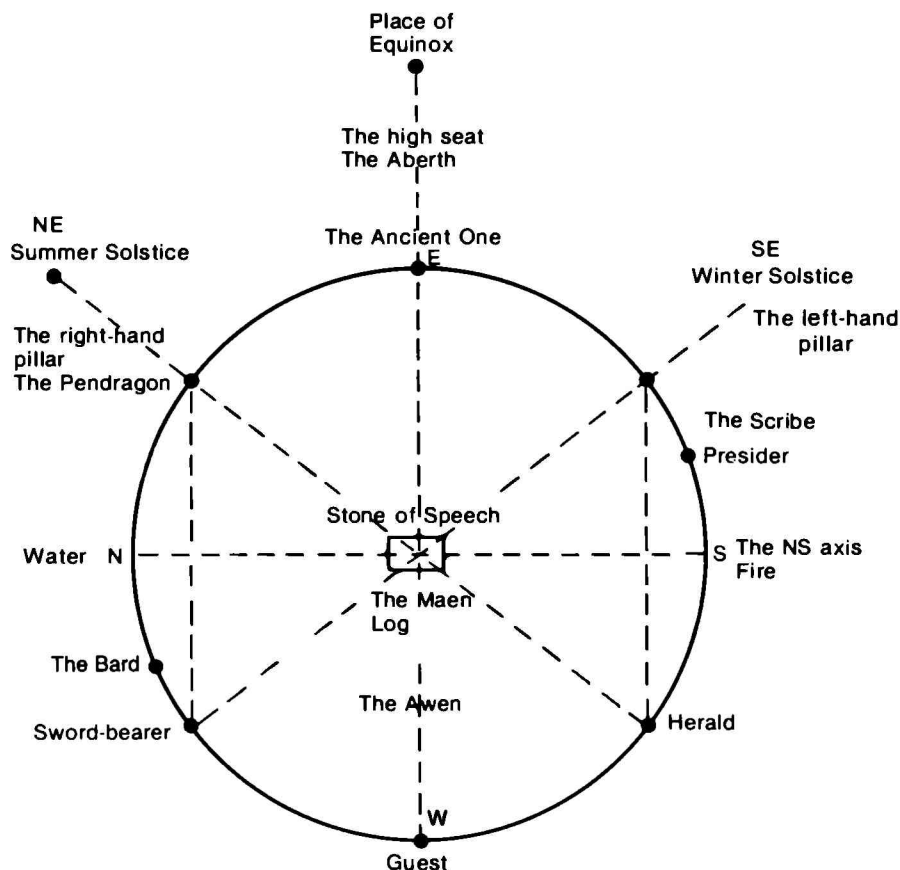 Place of
Equinox
The high seat
The Aberth
NE
Summer Solstice
The Ancient One
E
SE
Winter Solstice
The right-hand
pillar
The Pendragon
The left-hand
pillar
The Scribe
Presider
Stone of Speech
Water N
S The NS axis
Fire
The Maen
Log
The Bard
The Awen
Sword-bearer
Herald
W
Guest